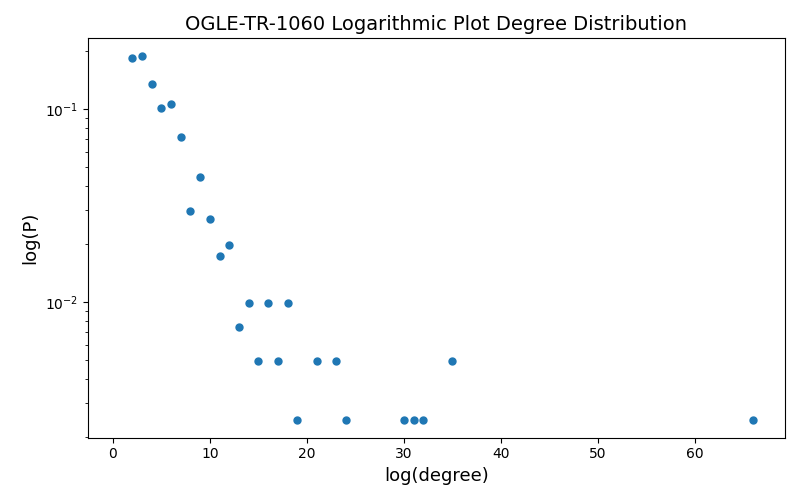 OGLE-TR-1060 Logarithmic Plot Degree Distribution
log(P)
10⁻¹
10⁻²
0 10 20 30 40 50 60
log(degree)